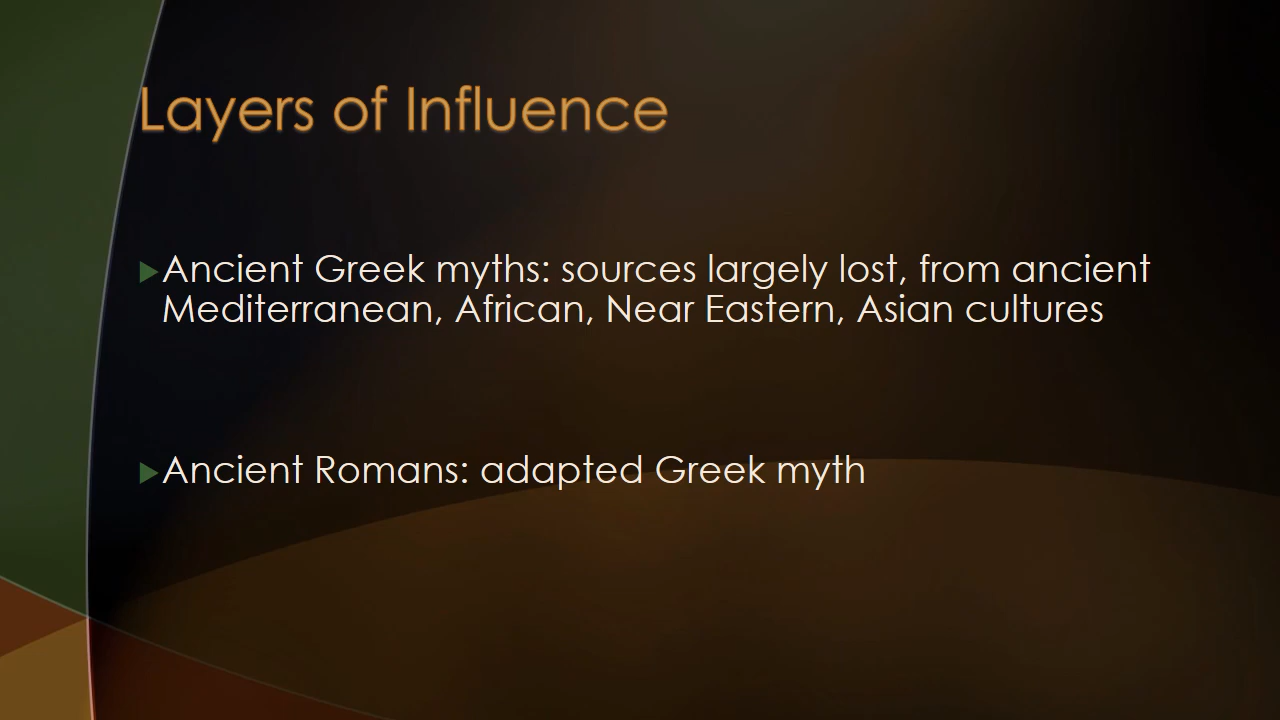 Layers of Influence
Ancient Greek myths: sources largely lost, from ancient
Mediterranean, African, Near Eastern, Asian cultures
Ancient Romans: adapted Greek myth